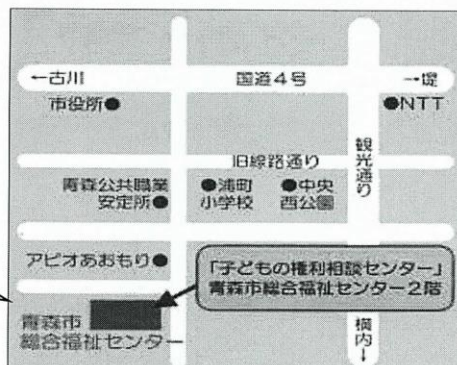 ←古川
国道4号
→堤
市役所●
●NTT
観光通り
旧線路通り
青森公共職業
安定所●
●浦町
小学校
●中央
西公園
アピオあおもり●
「子どもの権利相談センター」
青森市総合福祉センター2階
青森市
総合福祉センター
横内↓